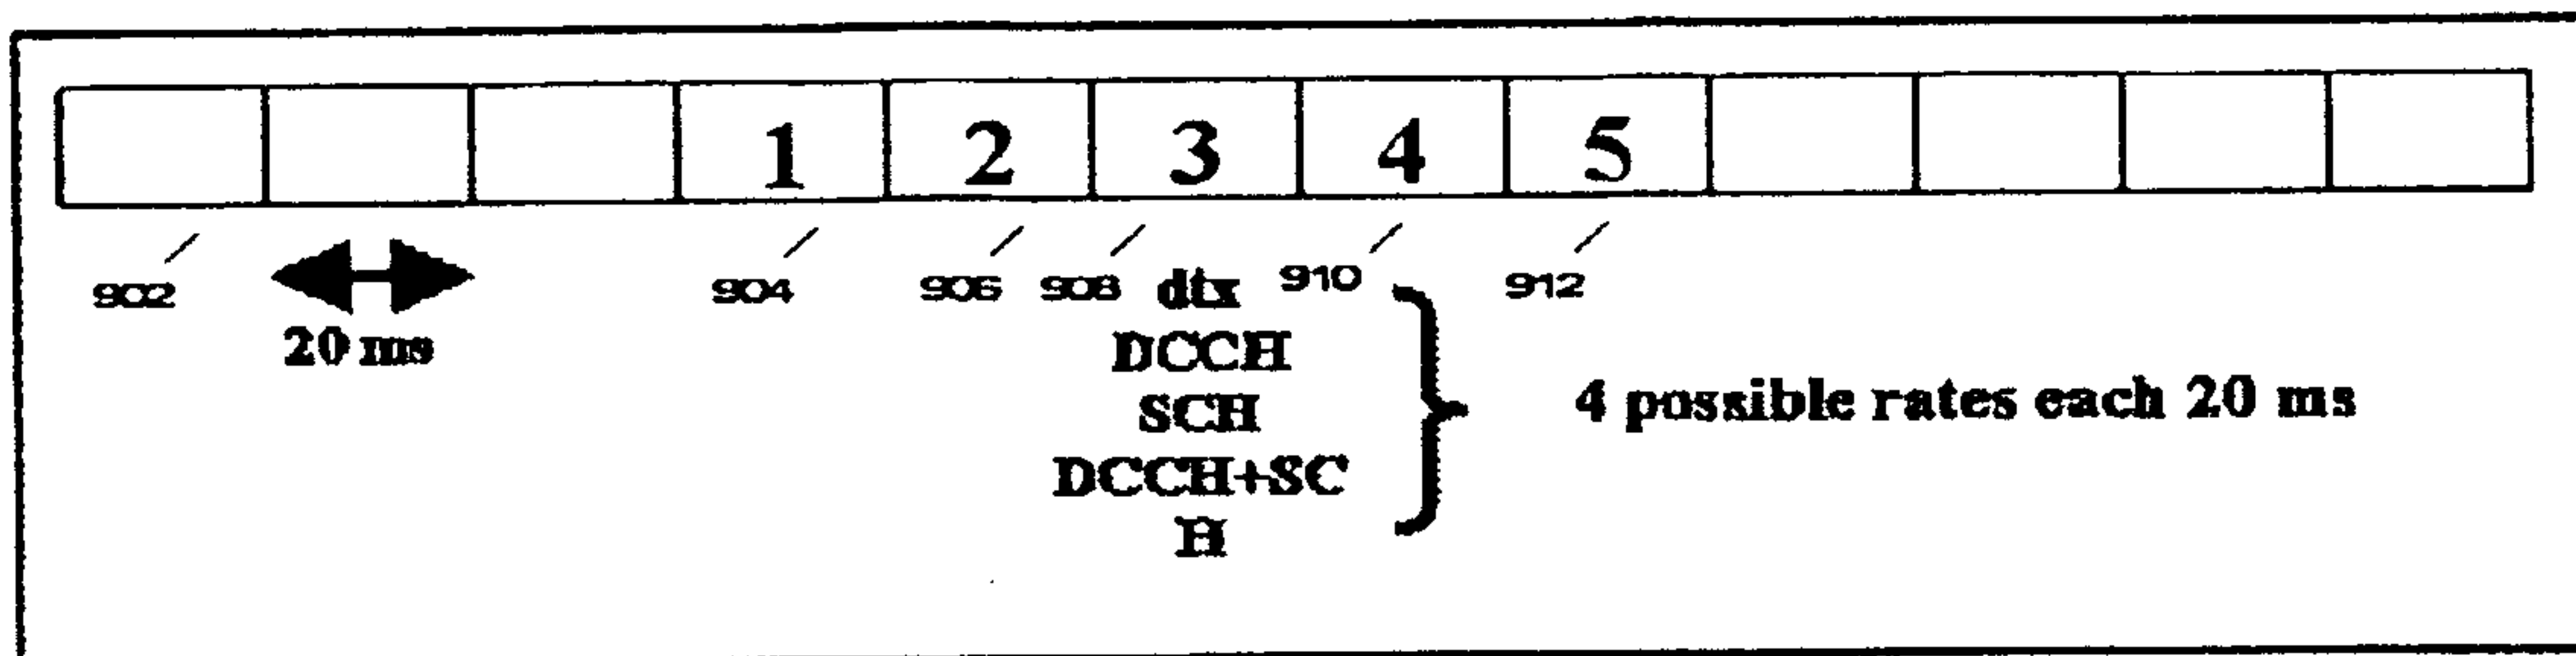 1 2 3 4 5
902 904 906 908 910 912
20 ms
dtx
DCCH
SCH
DCCH+SC
H
4 possible rates each 20 ms